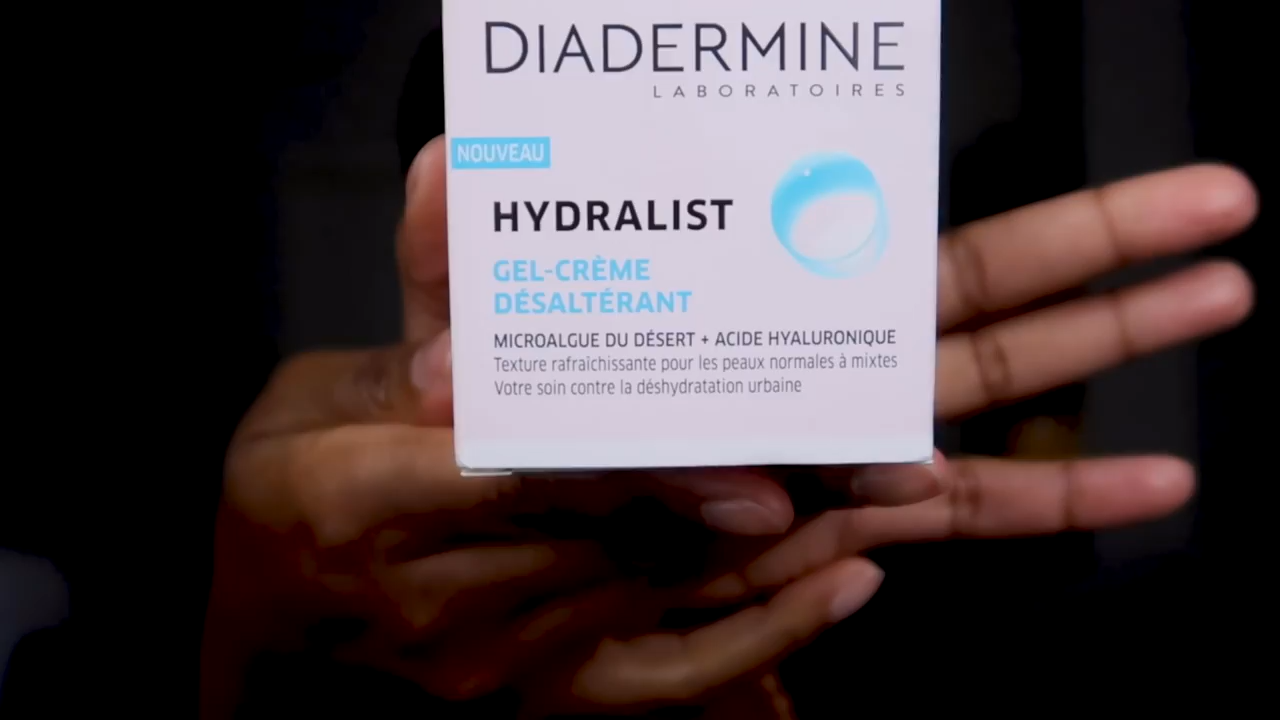 DIADERMINE
LABORATOIRES
NOUVEAU
HYDRALIST
GEL-CRÈME
DÉSALTÉRANT
MICROALGUE DU DÉSERT + ACIDE HYALURONIQUE
Texture rafraîchissante pour les peaux normales à mixtes
Votre soin contre la déshydratation urbaine